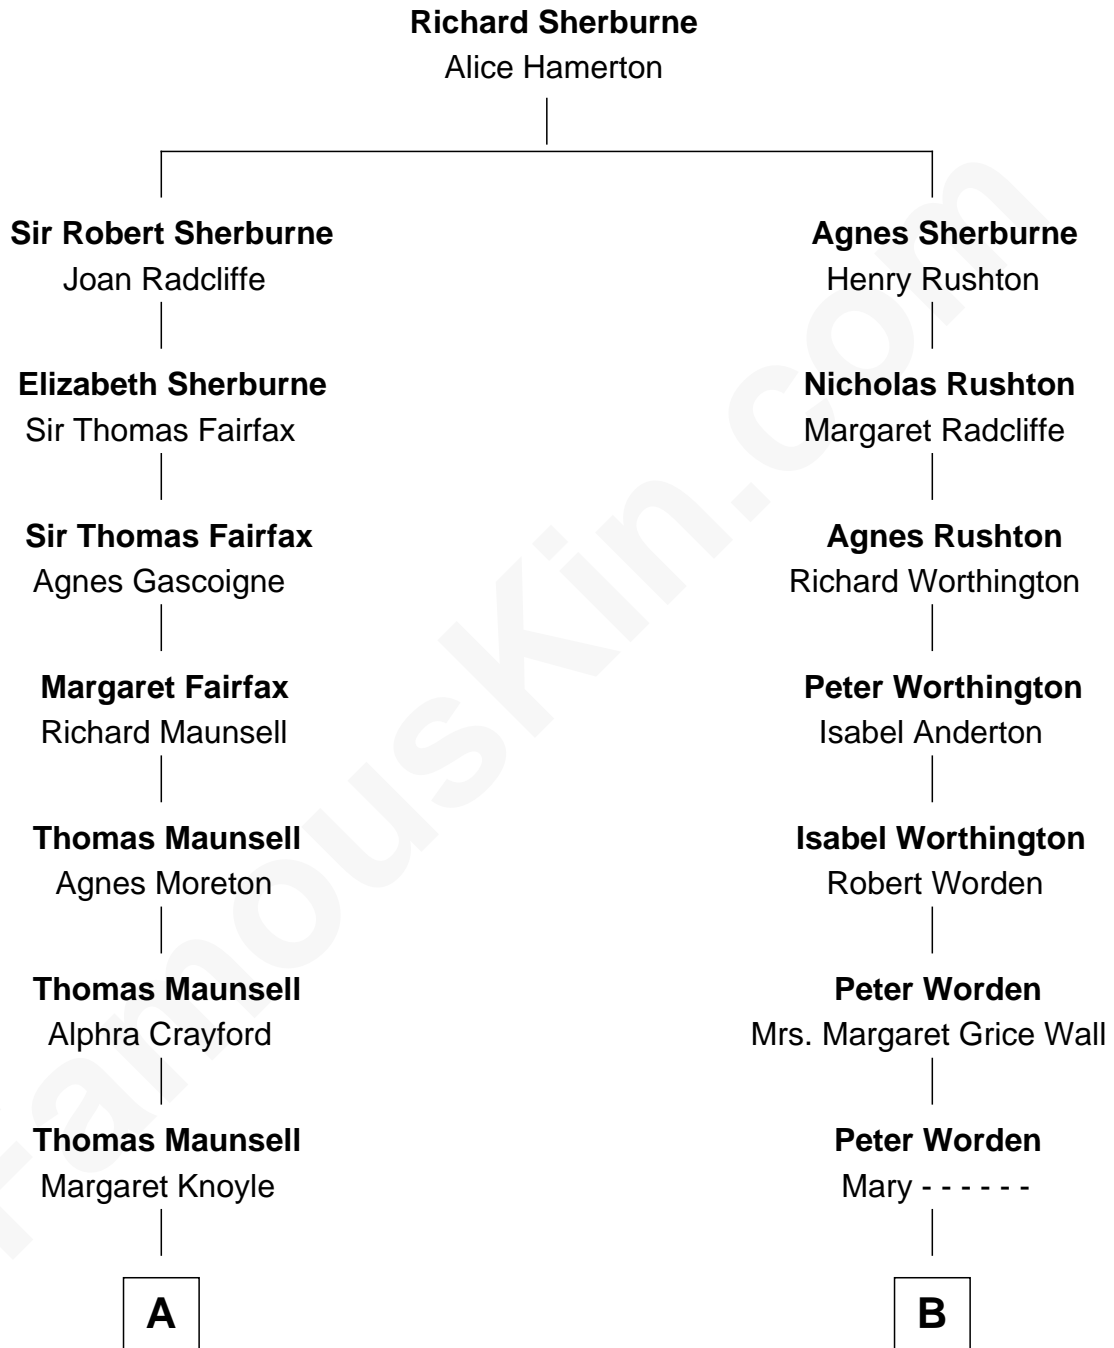 Richard Sherburne
Alice Hamerton
Sir Robert Sherburne
Joan Radcliffe
Agnes Sherburne
Henry Rushton
Elizabeth Sherburne
Sir Thomas Fairfax
Nicholas Rushton
Margaret Radcliffe
Sir Thomas Fairfax
Agnes Gascoigne
Agnes Rushton
Richard Worthington
Margaret Fairfax
Richard Maunsell
Peter Worthington
Isabel Anderton
Thomas Maunsell
Agnes Moreton
Isabel Worthington
Robert Worden
Thomas Maunsell
Alphra Crayford
Peter Worden
Mrs. Margaret Grice Wall
Thomas Maunsell
Margaret Knoyle
Peter Worden
Mary - - - - - -
A
B
FamousKin.com